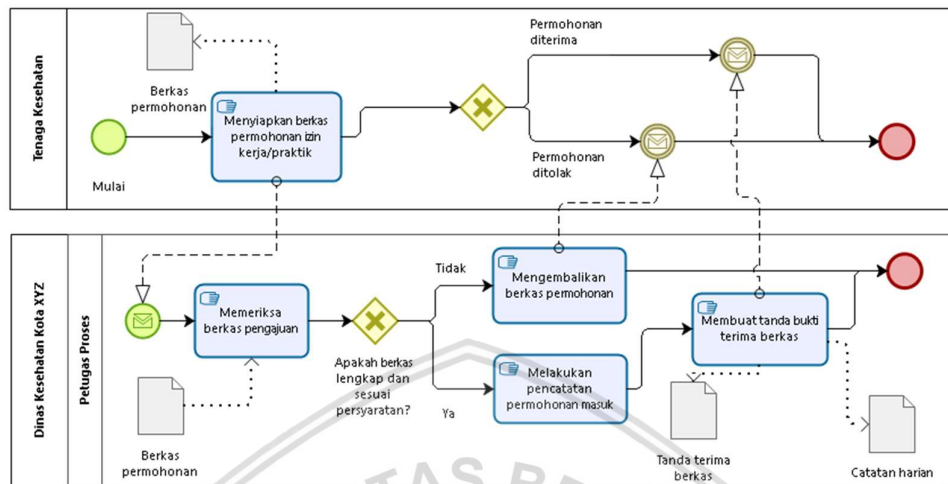 Tenaga Kesehatan
Berkas
permohonan
Mulai
Menyiapkan berkas
permohonan izin
kerja/praktik
Permohonan
diterima
Permohonan
ditolak
Dinas Kesehatan Kota XYZ
Petugas Proses
Memeriksa
berkas pengajuan
Berkas
permohonan
Apakah berkas
lengkap dan
sesuai
persyaratan?
Tidak
Ya
Mengembalikan
berkas permohonan
Melakukan
pencatatan
permohonan masuk
Membuat tanda bukti
terima berkas
Tanda terima
berkas
Catatan harian
TAS BR